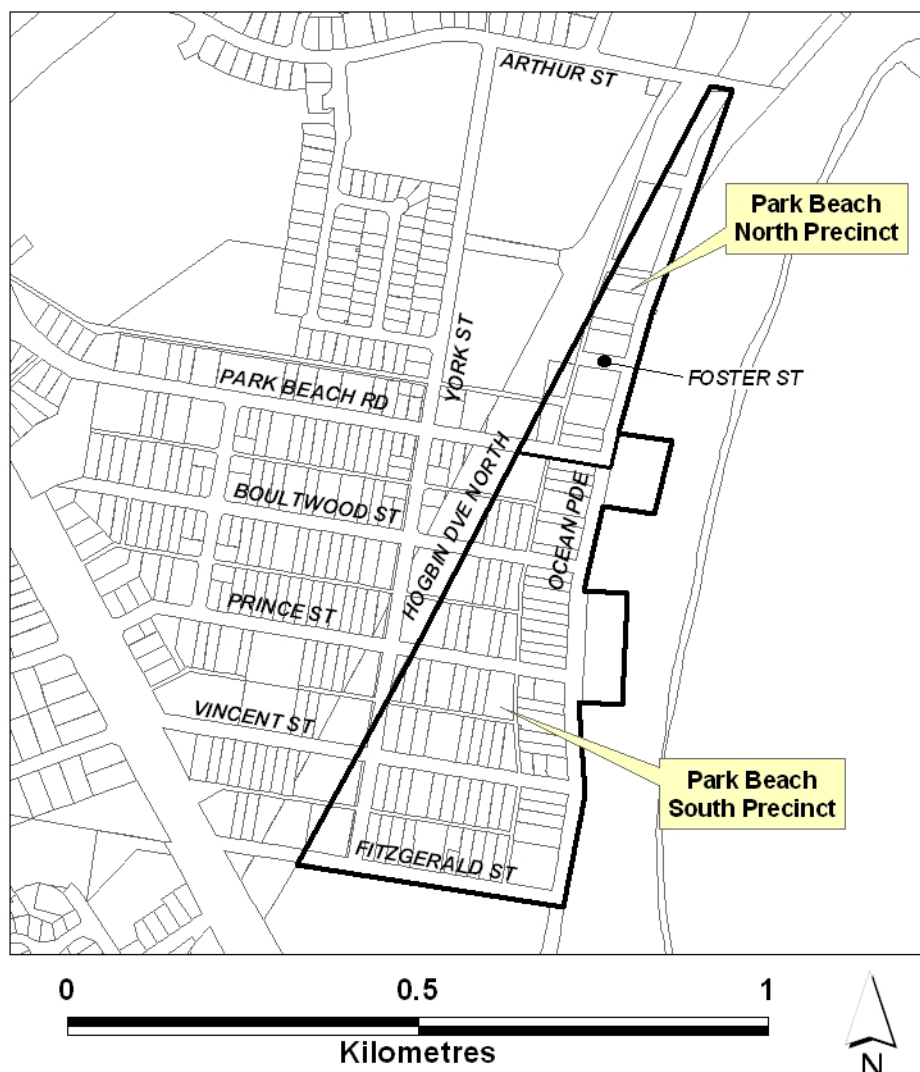 ARTHUR ST
Park Beach
North Precinct
YORK ST
FOSTER ST
PARK BEACH RD
HOGBIN DVE NORTH
OCEAN PDE
BOULTWOOD ST
PRINCE ST
VINCENT ST
Park Beach
South Precinct
FITZGERALD ST
0
0.5
1
Kilometres
N